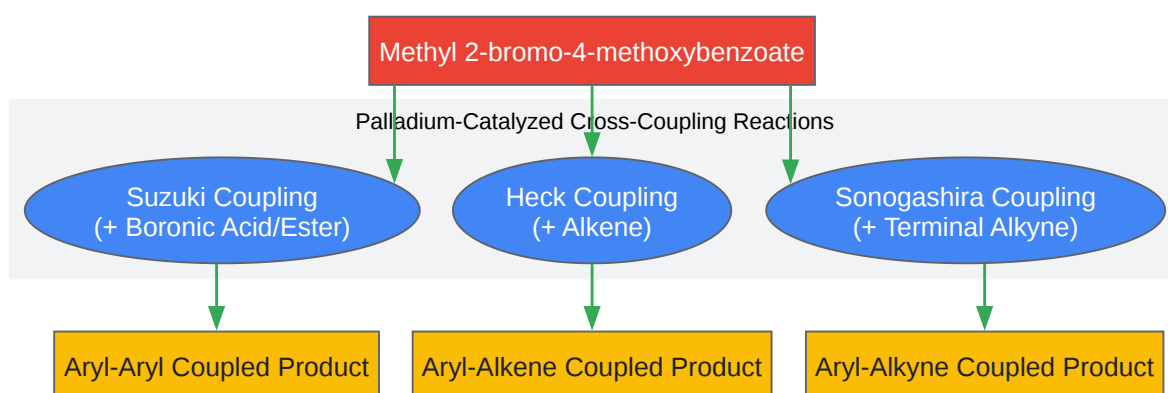 Methyl 2-bromo-4-methoxybenzoate
Palladium-Catalyzed Cross-Coupling Reactions
Suzuki Coupling
(+ Boronic Acid/Ester)
Heck Coupling
(+ Alkene)
Sonogashira Coupling
(+ Terminal Alkyne)
Aryl-Aryl Coupled Product
Aryl-Alkene Coupled Product
Aryl-Alkyne Coupled Product